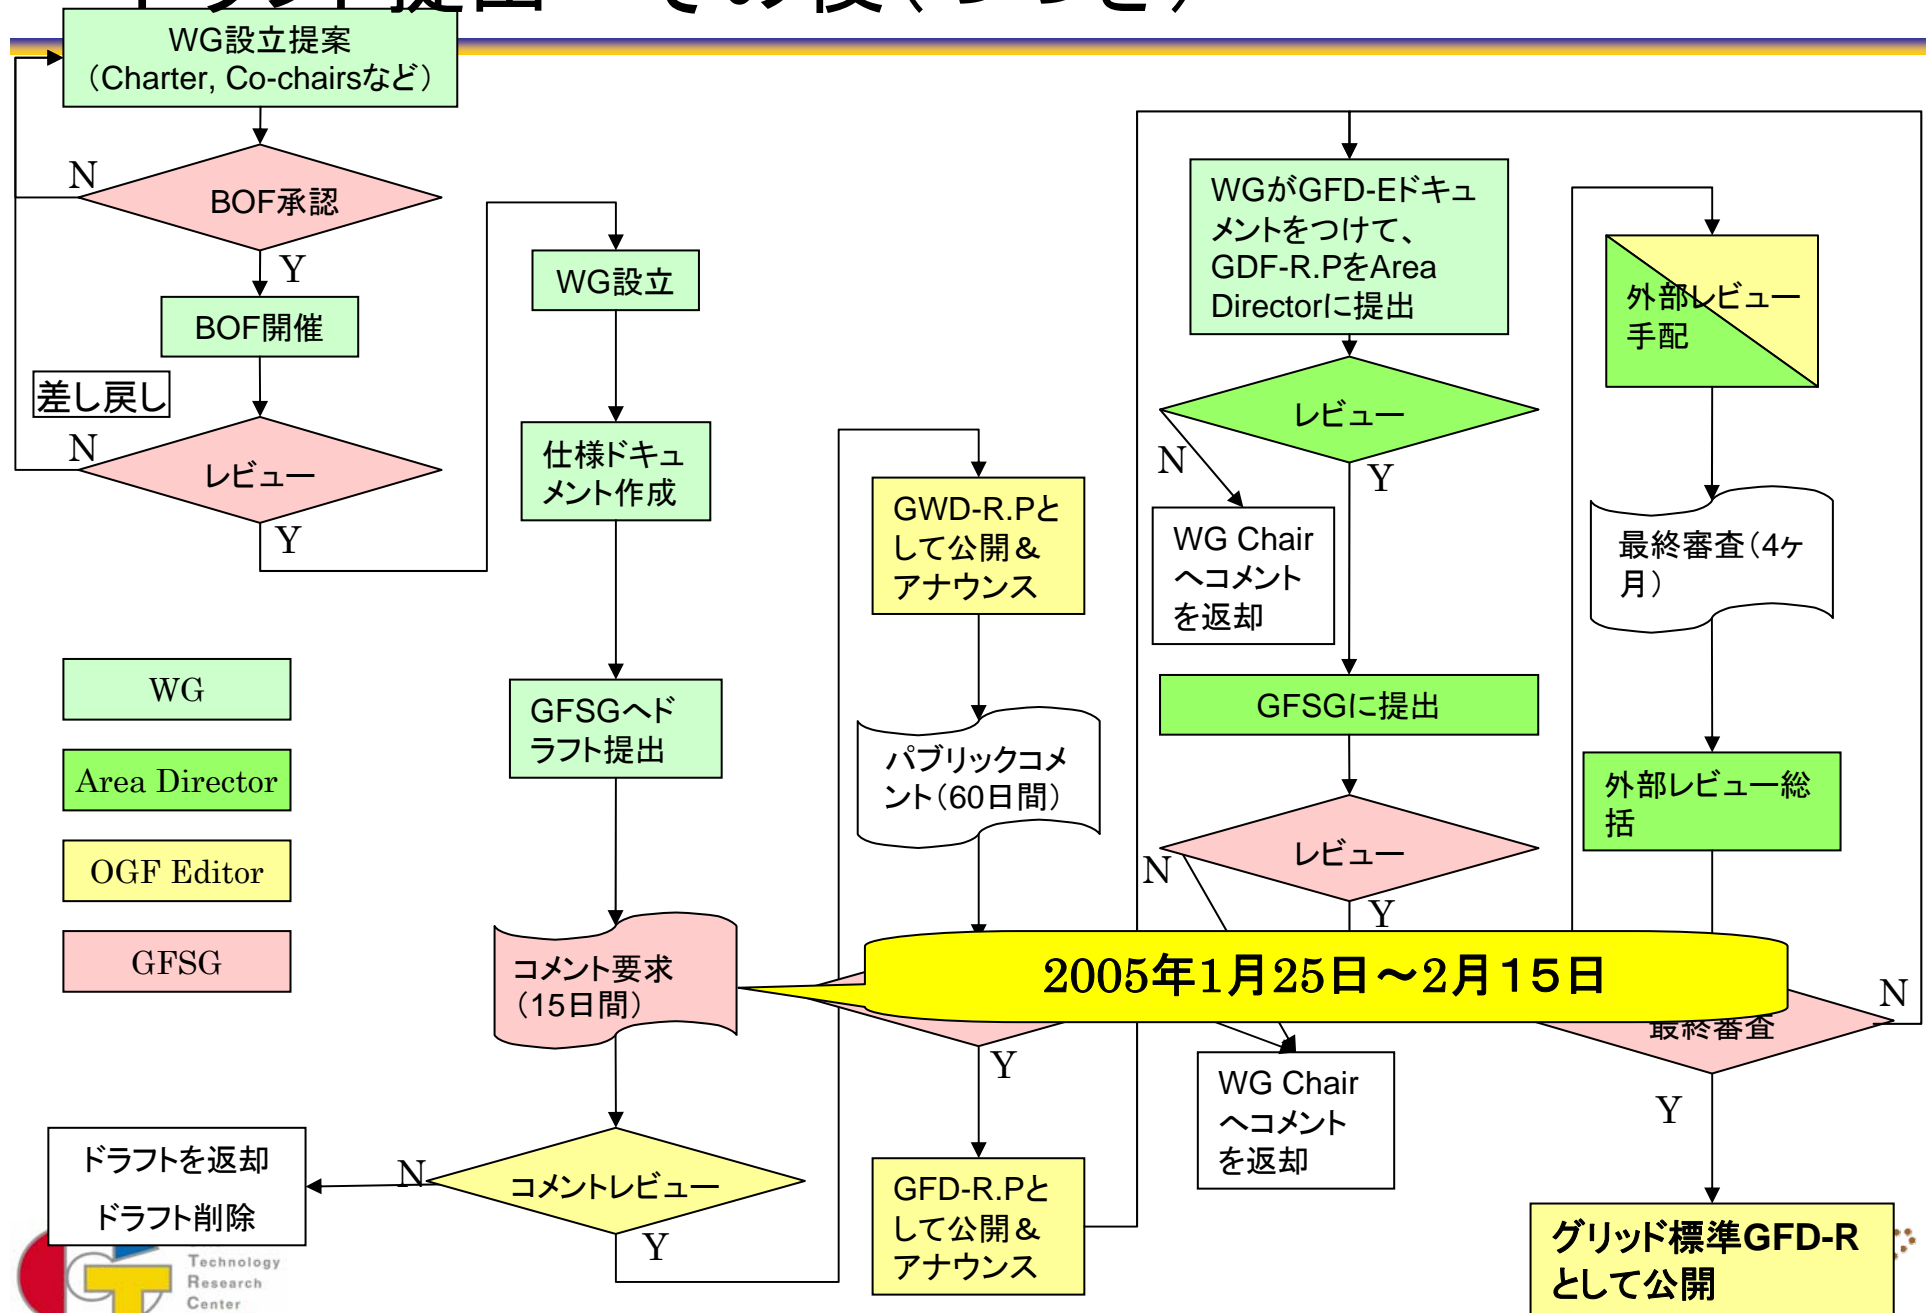 WG設立提案
（Charter, Co-chairsなど）
N
BOF承認
Y
BOF開催
差し戻し
N
レビュー
Y
WG設立
仕様ドキュ
メント作成
GFSGへド
ラフト提出
コメント要求
（15日間）
コメントレビュー
N
Y
ドラフトを返却
ドラフト削除
WG
Area Director
OGF Editor
GFSG
GWD-R.Pと
して公開＆
アナウンス
パブリックコメ
ント（60日間）
2005年1月25日～2月15日
Y
GFD-R.Pと
して公開＆
アナウンス
WGがGFD-Eドキュ
メントをつけて、
GDF-R.PをArea
Directorに提出
レビュー
N
Y
WG Chair
へコメント
を返却
GFSGに提出
レビュー
N
Y
WG Chair
へコメント
を返却
外部レビュー
手配
最終審査（4ヶ
月）
外部レビュー総
括
最終審査
N
Y
グリッド標準GFD-R
として公開
Technology
Research
Center